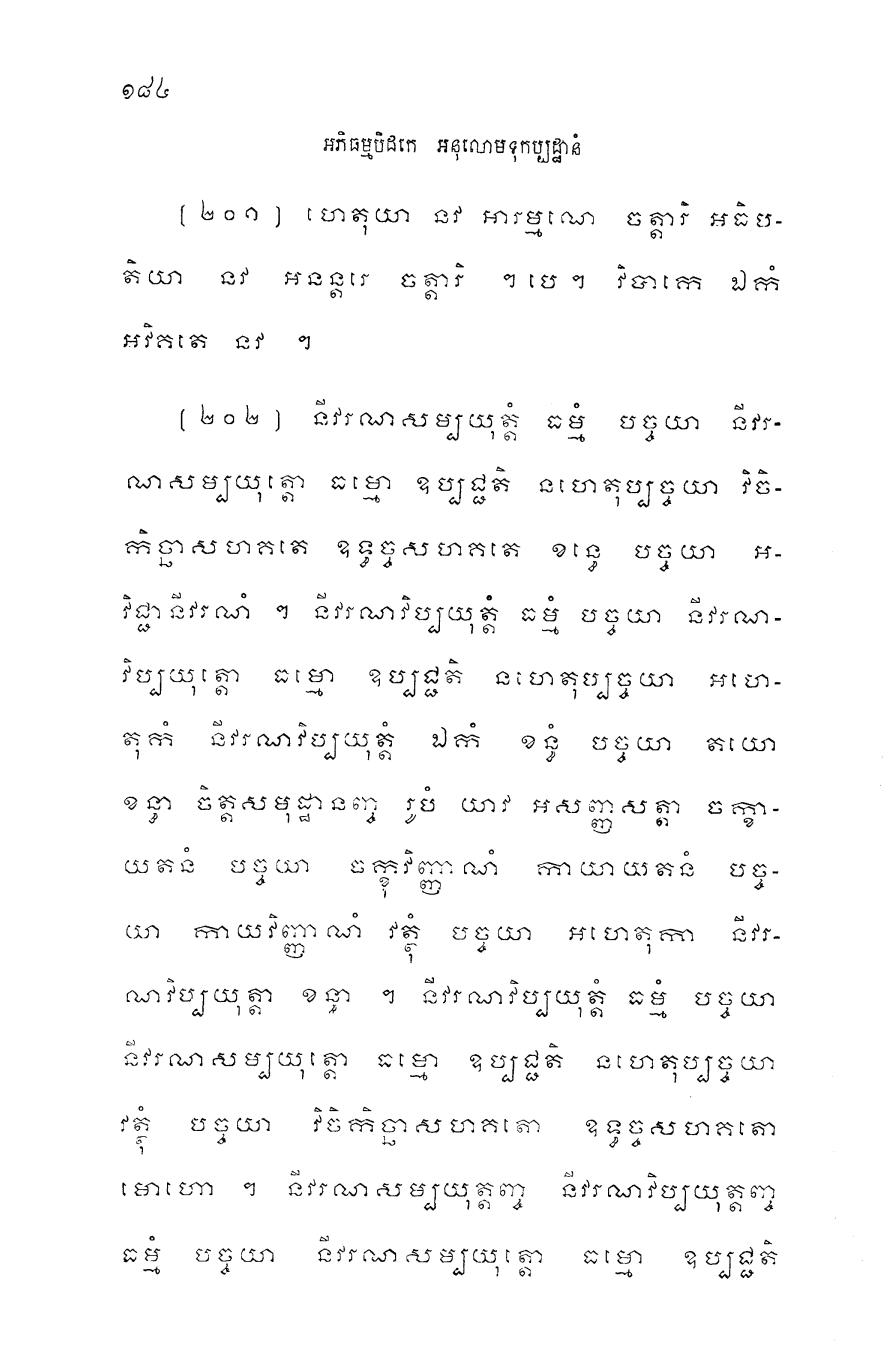 ១៨៤
អភិធម្មបិដកេ អនុលោមទុកប្បដ្ឋានំ
[ ២០១ ] ហេតុយា នវ អារម្មណេ ចត្តារិ អធិប-
តិយា នវ អនន្តរេ ចត្តារិ ។ បេ ។ វិបាកេ ឯកំ
អវិគតេ នវ ។
[ ២០២ ] នីវរណសម្បយុត្តំ ធម្មំ បច្ចយា នីវរ-
ណសម្បយុត្តោ ធម្មោ ឧប្បជ្ជតិ នហេតុប្បច្ចយា វិចិ-
កិច្ឆាសហគតេ ឧទ្ធច្ចសហគតេ ខន្ធេ បច្ចយា អ-
វិជ្ជានីវរណំ ។ នីវរណវិប្បយុត្តំ ធម្មំ បច្ចយា នីវរណ-
វិប្បយុត្តោ ធម្មោ ឧប្បជ្ជតិ នហេតុប្បច្ចយា អហេ-
តុកំ នីវរណវិប្បយុត្តំ ឯកំ ខន្ធំ បច្ចយា តយោ
ខន្ធា ចិត្តសមុដ្ឋានញ្ច រូបំ យាវ អសញ្ញសត្តា ចក្ខា-
យតនំ បច្ចយា ចក្ខុវិញ្ញាណំ កាយាយតនំ បច្ច-
យា កាយវិញ្ញាណំ វត្ថុំ បច្ចយា អហេតុកា នីវរ-
ណវិប្បយុត្តា ខន្ធា ។ នីវរណវិប្បយុត្តំ ធម្មំ បច្ចយា
នីវរណសម្បយុត្តោ ធម្មោ ឧប្បជ្ជតិ នហេតុប្បច្ចយា
វត្ថុំ បច្ចយា វិចិកិច្ឆាសហគតោ ឧទ្ធច្ចសហគតោ
មោហោ ។ នីវរណសម្បយុត្តញ្ច នីវរណវិប្បយុត្តញ្ច
ធម្មំ បច្ចយា នីវរណសម្បយុត្តោ ធម្មោ ឧប្បជ្ជតិ